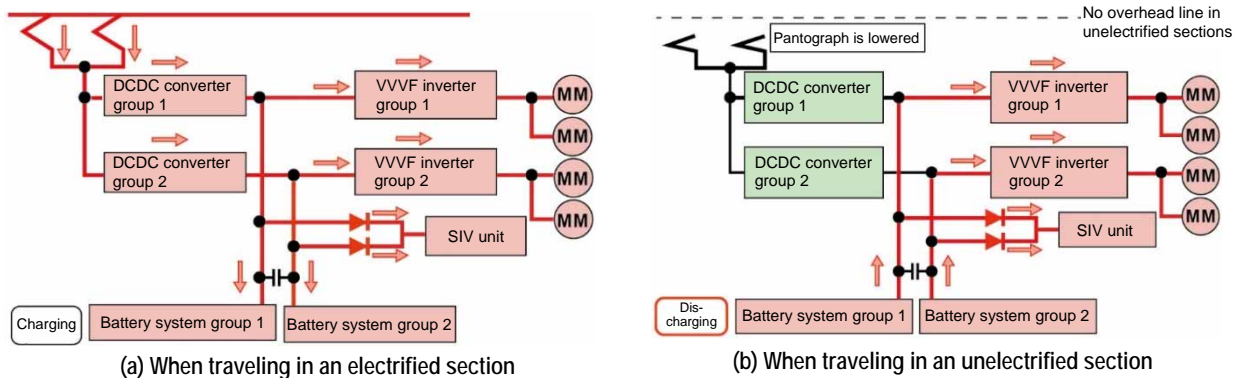 DCDC converter
group 1
VVVF inverter
group 1
MM
MM
DCDC converter
group 2
VVVF inverter
group 2
MM
MM
SIV unit
Charging
Battery system group 1
Battery system group 2
(a) When traveling in an electrified section
No overhead line in
unelectrified sections
Pantograph is lowered
DCDC converter
group 1
VVVF inverter
group 1
MM
MM
DCDC converter
group 2
VVVF inverter
group 2
MM
MM
SIV unit
Dis-
charging
Battery system group 1
Battery system group 2
(b) When traveling in an unelectrified section